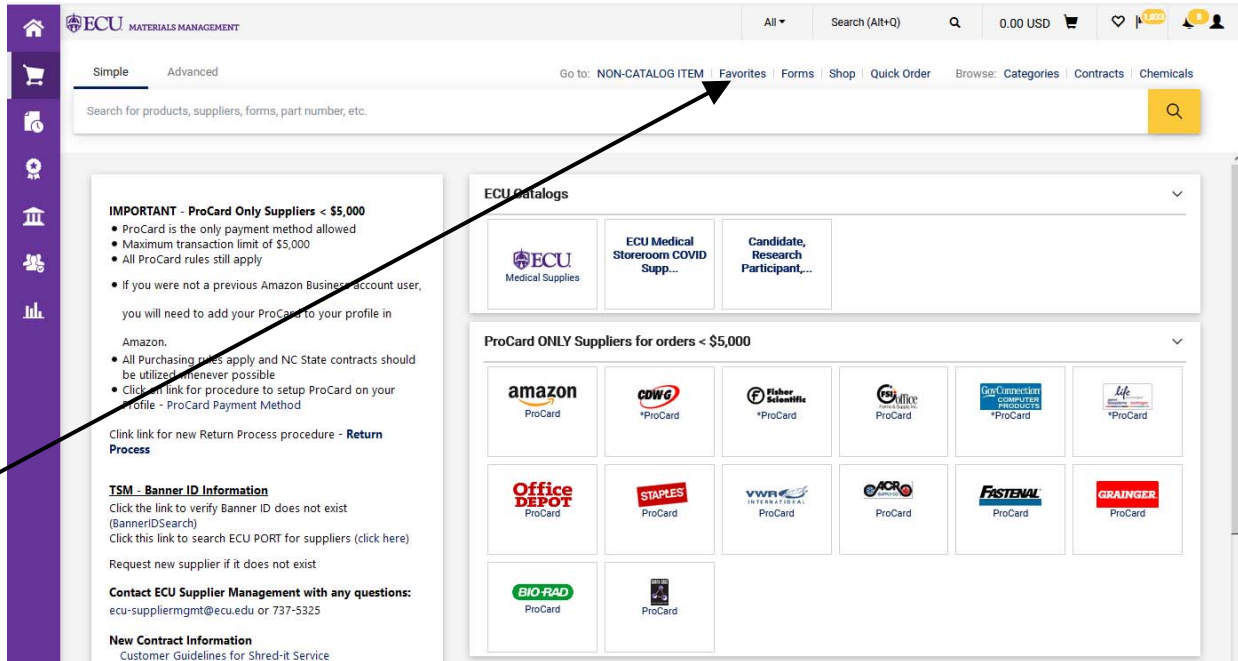 ECU MATERIALS MANAGEMENT
All
Search (Alt+Q)
0.00 USD
Simple
Advanced
Go to: NON-CATALOG ITEM | Favorites | Forms | Shop | Quick Order
Browse: Categories | Contracts | Chemicals
Search for products, suppliers, forms, part number, etc.
IMPORTANT - ProCard Only Suppliers < $5,000
• ProCard is the only payment method allowed
• Maximum transaction limit of $5,000
• All ProCard rules still apply
• If you were not a previous Amazon Business account user,
you will need to add your ProCard to your profile in
Amazon.
• All Purchasing rules apply and NC State contracts should
be utilized whenever possible
• Click on link for procedure to setup ProCard on your
Profile - ProCard Payment Method
Clink link for new Return Process procedure - Return
Process
TSM - Banner ID Information
Click the link to verify Banner ID does not exist
(BannerIDSearch)
Click this link to search ECU PORT for suppliers (click here)
Request new supplier if it does not exist
Contact ECU Supplier Management with any questions:
ecu-suppliermgmt@ecu.edu or 737-5325
New Contract Information
Customer Guidelines for Shred-it Service
ECU Catalogs
ECU
Medical Supplies
ECU Medical
Storeroom COVID
Supp...
Candidate,
Research
Participant,...
ProCard ONLY Suppliers for orders < $5,000
amazon
ProCard
CDWG
*ProCard
Fisher
Scientific
*ProCard
FSI office
ProCard
GovConnection
COMPUTER
PRODUCTS
*ProCard
life
*ProCard
Office
DEPOT
ProCard
STAPLES
ProCard
VWR
INTERNATIONAL
ProCard
ACR
ProCard
FASTENAL
ProCard
GRAINGER
ProCard
BIO-RAD
ProCard
ProCard